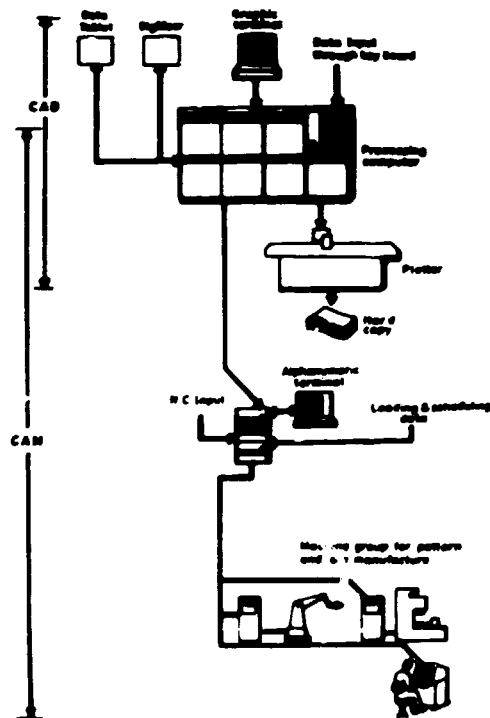 Data
Tablet
Digitizer
Graphic
terminal
Data Input
through key board
CAD
Processing
computer
Plotter
Hard
copy
Alphanumeric
terminal
N C Input
Loading & scheduling
data
CAM
Machine group for pattern
and manufacture